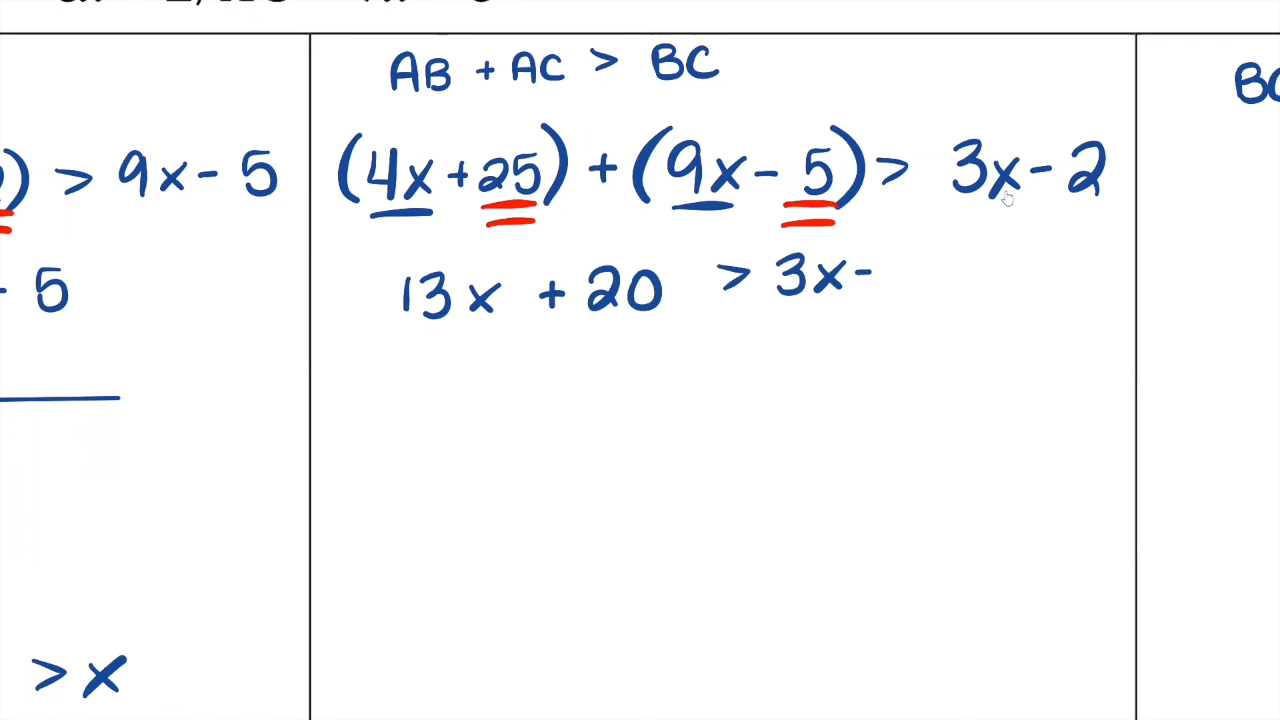 AB + AC > BC
BC
) > 9x - 5
(4x + 25) + (9x - 5) > 3x - 2
- 5
13x + 20 > 3x -
> x